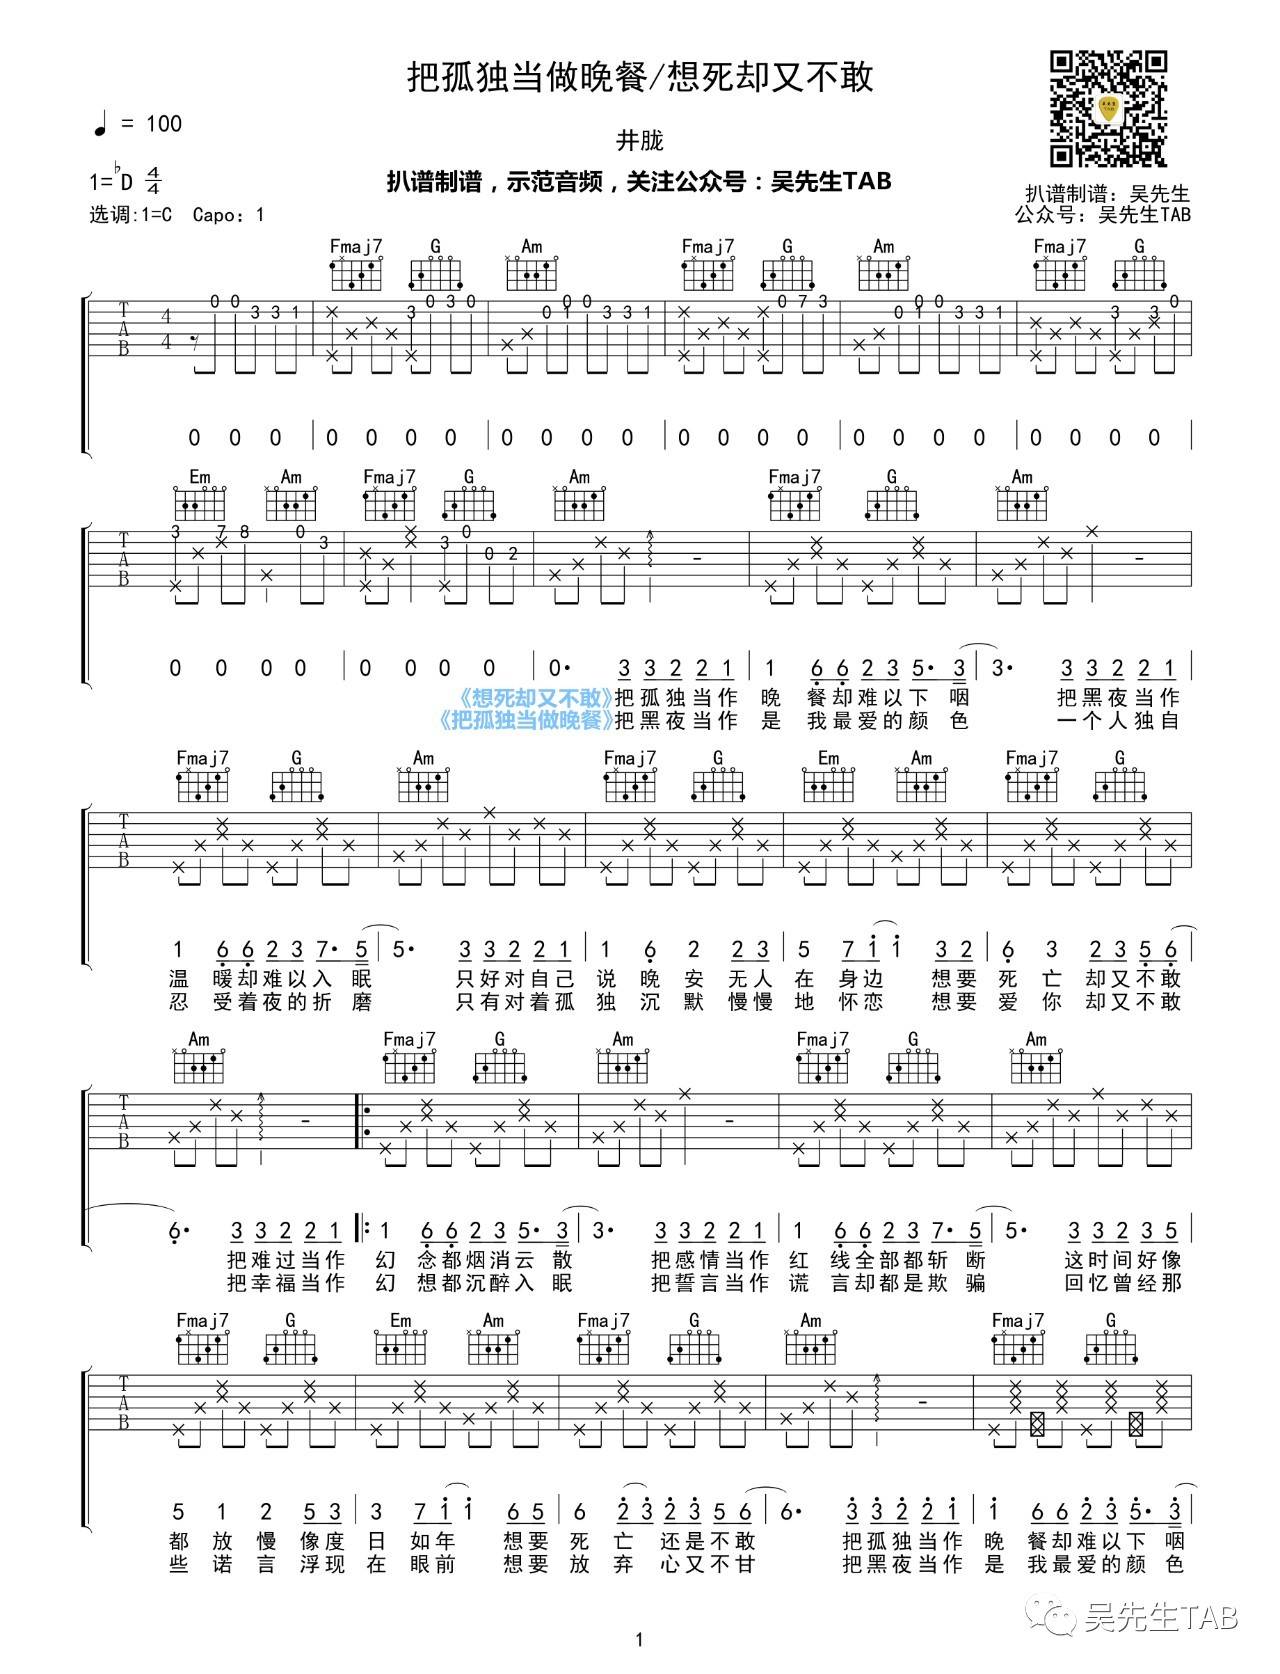 把孤独当做晚餐/想死却又不敢
♩ = 100
井胧
1=♭D 4/4
扒谱制谱，示范音频，关注公众号：吴先生TAB
扒谱制谱：吴先生
选调:1=C Capo：1
公众号：吴先生TAB
Fmaj7 G Am Fmaj7 G Am Fmaj7 G
T A B 4/4
0 0 0 0 0 0 0 0 0 0 0 0 0 0 0 0 0 0 0 0 0 0 0
Em Am Fmaj7 G Am Fmaj7 G Am
T A B
0 0 0 0 0 0 0 0 0· 3 3 2 2 1 1 6 6 2 3 5· 3 3· 3 3 2 2 1
《想死却又不敢》把孤独当作 晚 餐却难以下咽 把黑夜当作
《把孤独当做晚餐》把黑夜当作 是 我最爱的颜色 一个人独自
Fmaj7 G Am Fmaj7 G Em Am Fmaj7 G
T A B
1 6 6 2 3 7· 5 5· 3 3 2 2 1 1 6 2 2 3 5 7 1 1 3 2 6 3 2 3 5 6
温 暖却难以入眠 只好对自己 说 晚 安 无人 在 身边 想要 死 亡 却又不敢
忍 受着夜的折磨 只有对着孤 独 沉 默 慢慢 地 怀恋 想要 爱 你 却又不敢
Am Fmaj7 G Am Fmaj7 G Am
T A B
6· 3 3 2 2 1 1 6 6 2 3 5· 3 3· 3 3 2 2 1 1 6 6 2 3 7· 5 5· 3 3 2 3 5
把难过当作 幻 念都烟消云散 把感情当作 红 线全部都斩断 这时间好像
把幸福当作 幻 想都沉醉入眠 把誓言当作 谎 言却都是欺骗 回忆曾经那
Fmaj7 G Em Am Fmaj7 G Am Fmaj7 G
T A B
5 1 2 5 3 3 7 1 1 6 5 6 2 3 2 3 5 6 6· 3 3 2 2 1 1 6 6 2 3 5· 3
都 放 慢 像度 日 如年 想要 死 亡 还是不敢 把孤独当作 晚 餐却难以下咽
些 诺 言 浮现 在 眼前 想要 放 弃 心又不甘 把黑夜当作 是 我最爱的颜色
吴先生TAB
1